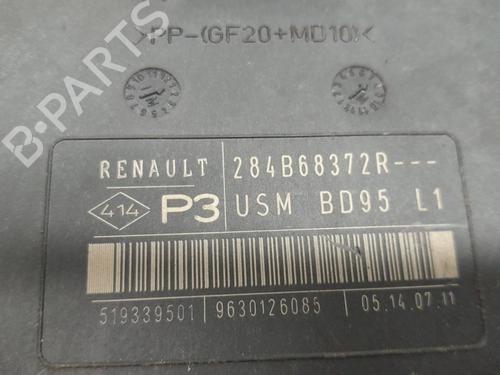 >PP-(GF20+MD10)<
B-PARTS
RENAULT 284B68372R---
414 P3 USM BD95 L1
519339501 9630126085 05.14.07.11